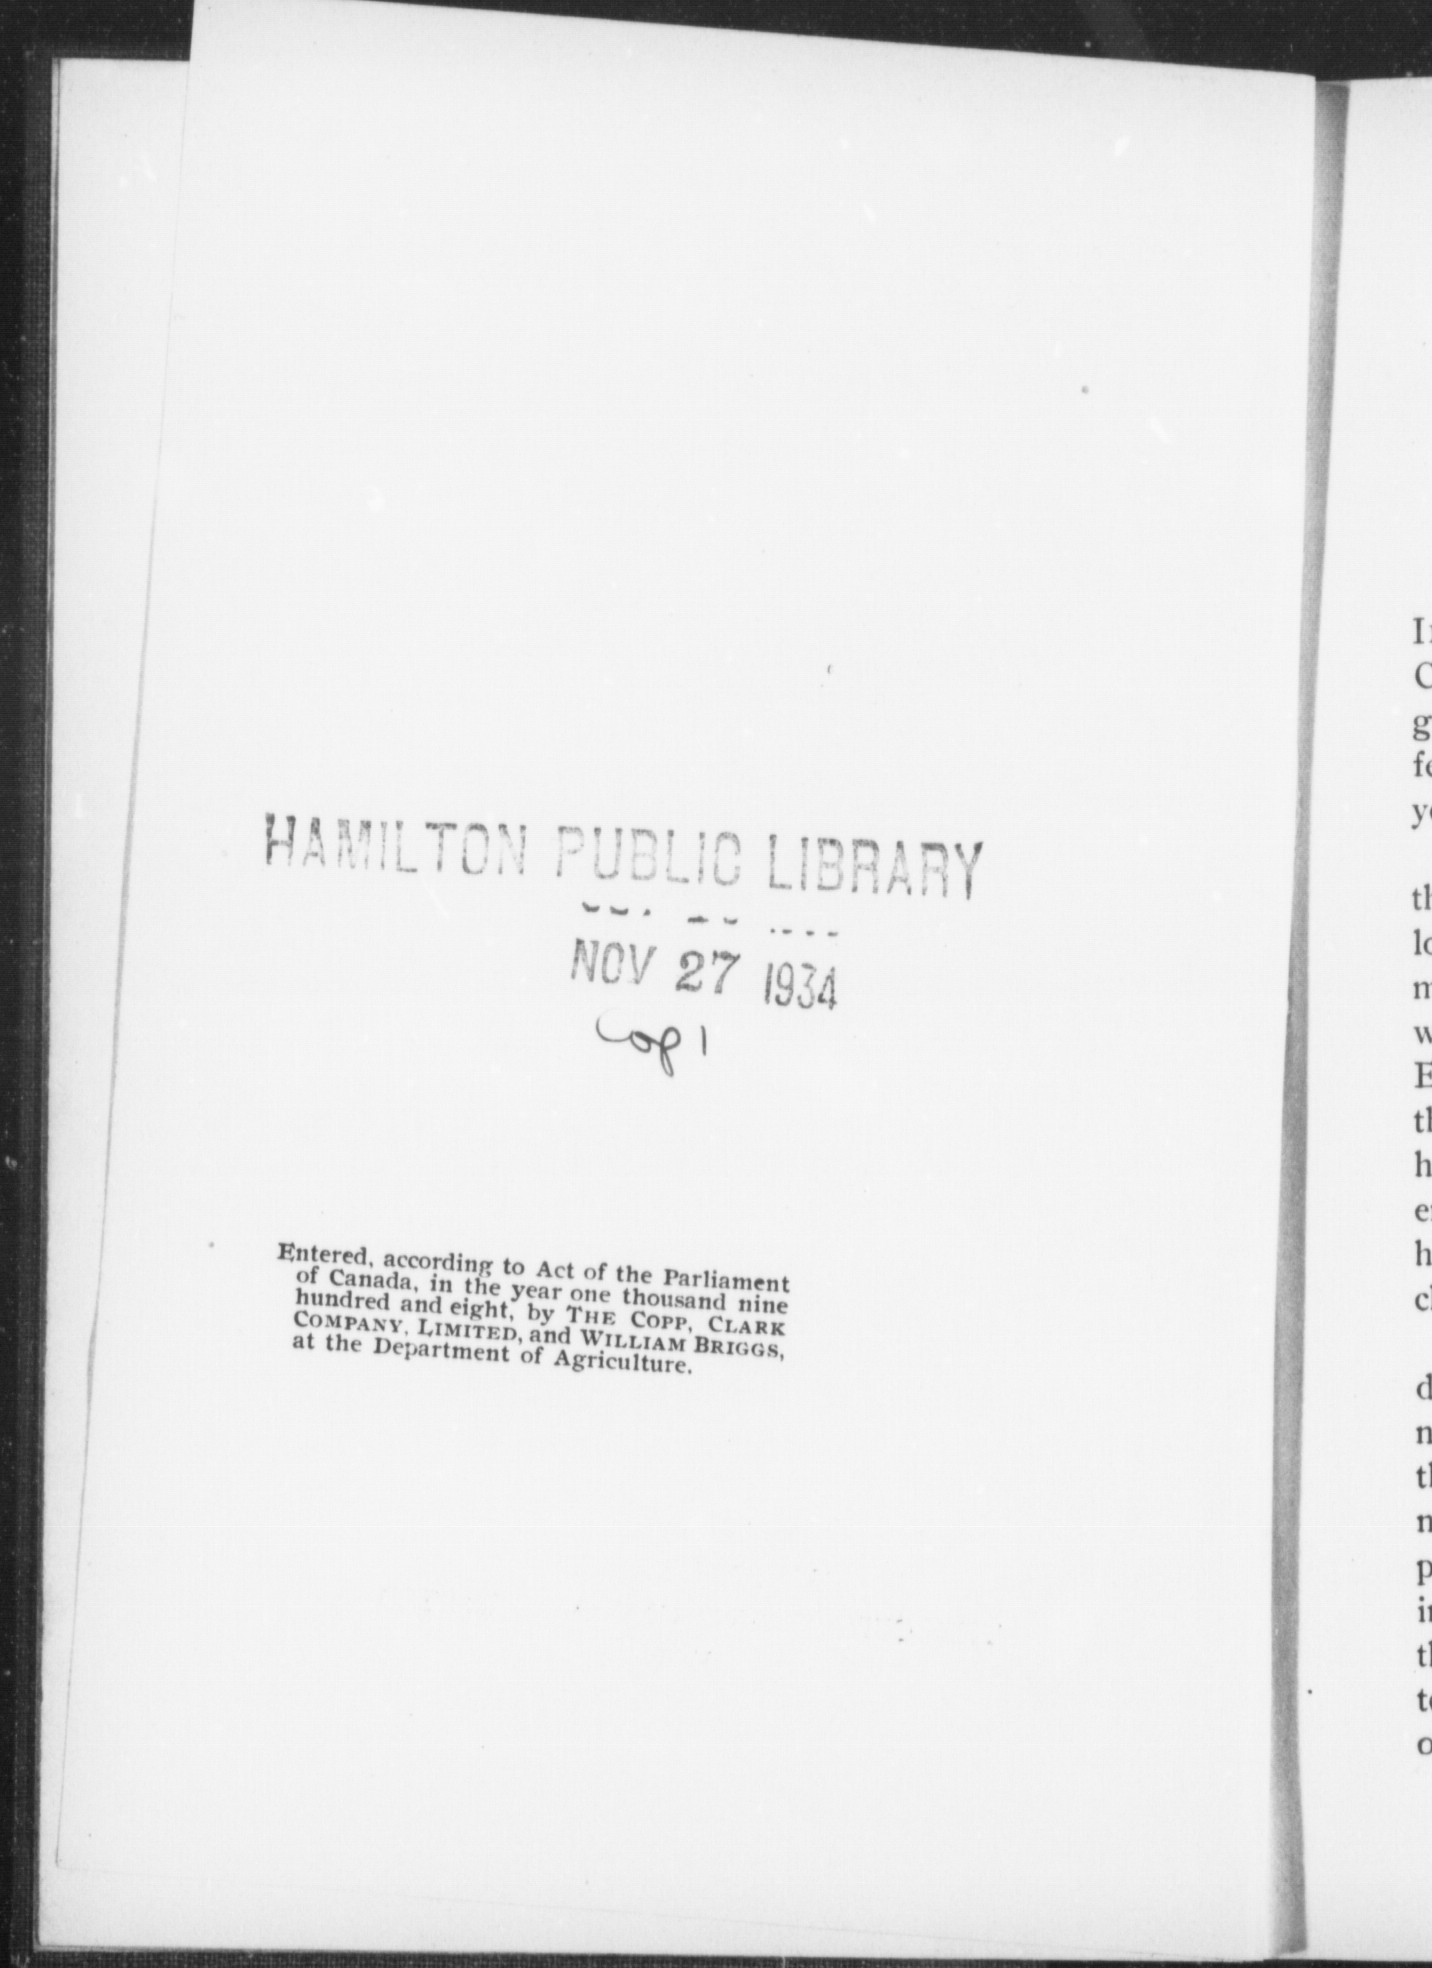 HAMILTON PUBLIC LIBRARY
NOV 27 1934
Cop 1
Entered, according to Act of the Parliament
of Canada, in the year one thousand nine
hundred and eight, by THE COPP, CLARK
COMPANY, LIMITED, and WILLIAM BRIGGS,
at the Department of Agriculture.